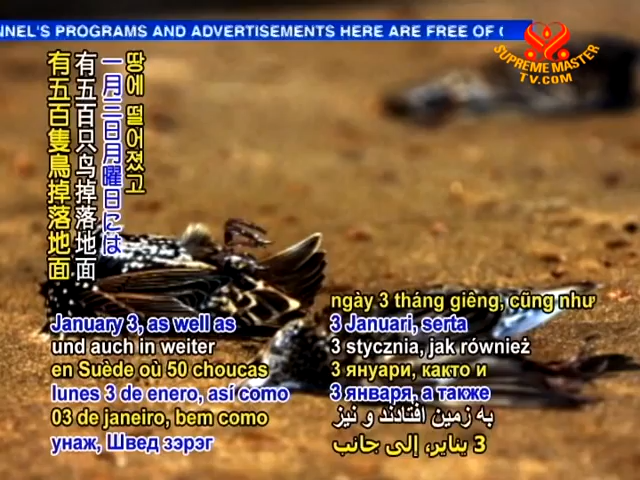 NNEL'S PROGRAMS AND ADVERTISEMENTS HERE ARE FREE OF
SUPREME MASTER
TV.COM
땅에 떨어졌고
一月三日月曜日には
有五百只鸟掉落地面
有五百隻鳥掉落地面
January 3, as well as
und auch in weiter
en Suède où 50 choucas
lunes 3 de enero, así como
03 de janeiro, bem como
унаж, Швед зэрэг
ngày 3 tháng giêng, cũng như
3 Januari, serta
3 stycznia, jak również
3 януари, както и
3 января, а также
به زمین افتادند و نیز
3 يناير، إلى جانب